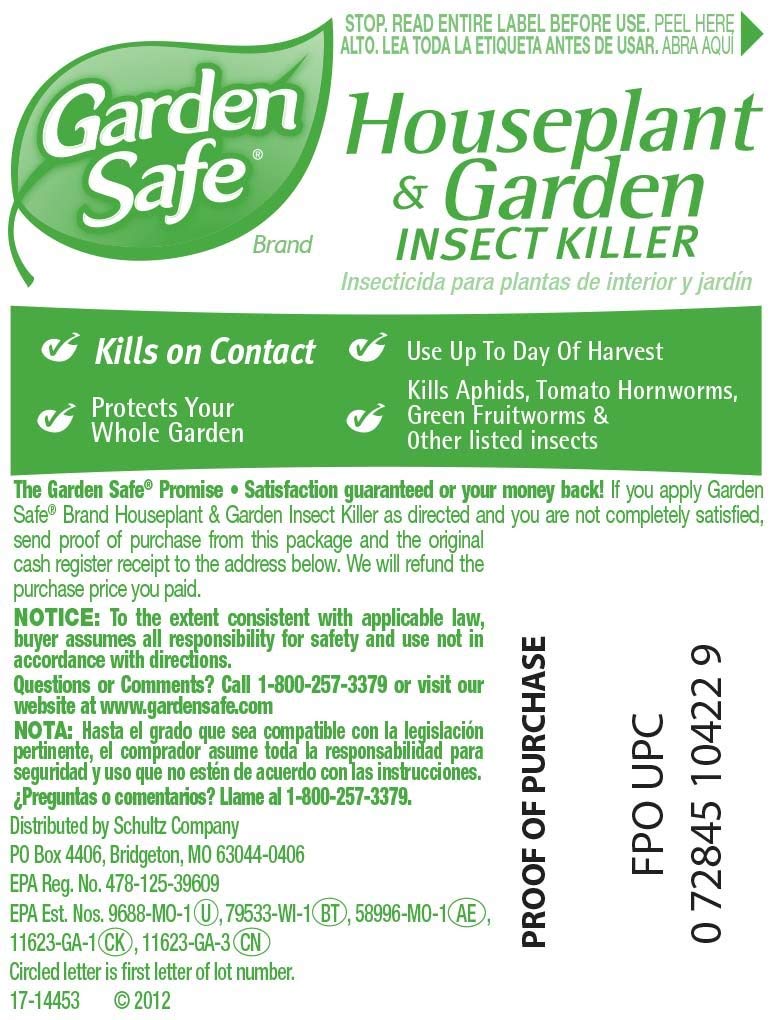 STOP. READ ENTIRE LABEL BEFORE USE. PEEL HERE
ALTO. LEA TODA LA ETIQUETA ANTES DE USAR. ABRA AQUÍ
Garden
Safe®
Brand
Houseplant
& Garden
INSECT KILLER
Insecticida para plantas de interior y jardín
Kills on Contact
Use Up To Day Of Harvest
Protects Your
Whole Garden
Kills Aphids, Tomato Hornworms,
Green Fruitworms &
Other listed insects
The Garden Safe® Promise • Satisfaction guaranteed or your money back! If you apply Garden
Safe® Brand Houseplant & Garden Insect Killer as directed and you are not completely satisfied,
send proof of purchase from this package and the original
cash register receipt to the address below. We will refund the
purchase price you paid.
NOTICE: To the extent consistent with applicable law,
buyer assumes all responsibility for safety and use not in
accordance with directions.
Questions or Comments? Call 1-800-257-3379 or visit our
website at www.gardensafe.com
NOTA: Hasta el grado que sea compatible con la legislación
pertinente, el comprador asume toda la responsabilidad para
seguridad y uso que no estén de acuerdo con las instrucciones.
¿Preguntas o comentarios? Llame al 1-800-257-3379.
Distributed by Schultz Company
PO Box 4406, Bridgeton, MO 63044-0406
EPA Reg. No. 478-125-39609
EPA Est. Nos. 9688-MO-1 U, 79533-WI-1 BT, 58996-MO-1 AE,
11623-GA-1 CK, 11623-GA-3 CN
Circled letter is first letter of lot number.
17-14453 © 2012
PROOF OF PURCHASE
FPO UPC
0 72845 10422 9